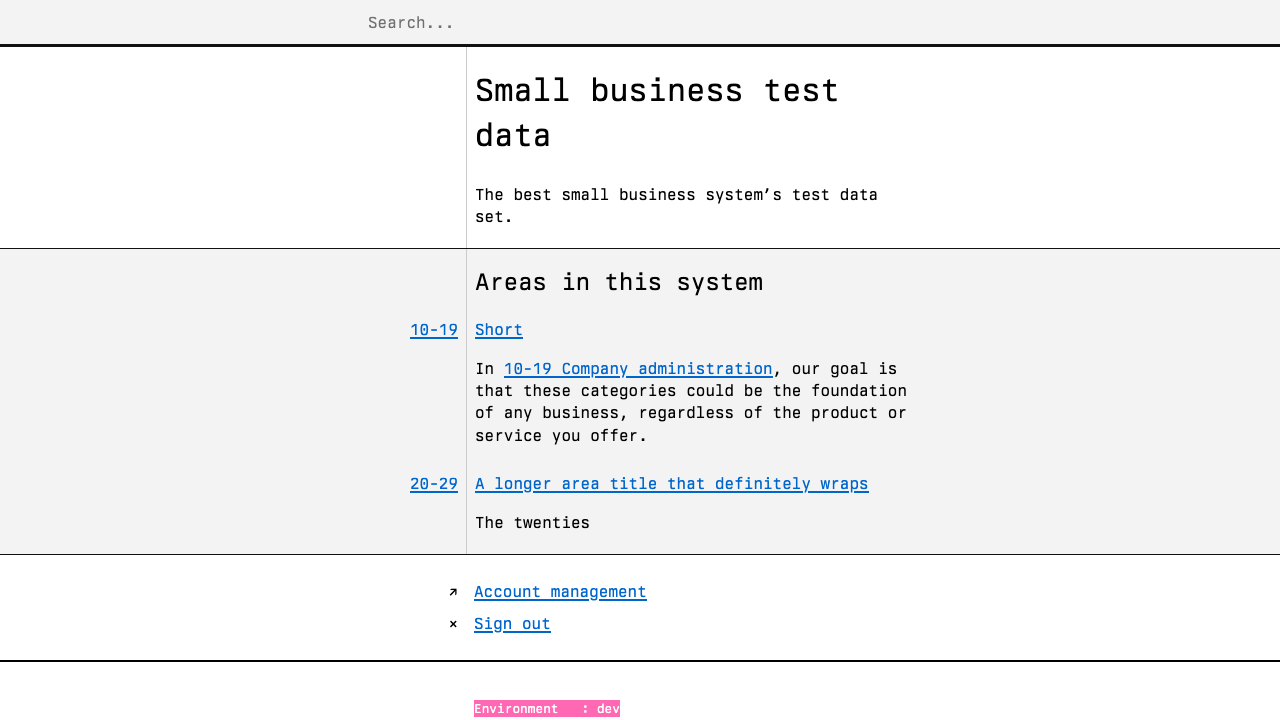 Search...
Small business test
data
The best small business system’s test data
set.
Areas in this system
10-19 Short
In 10-19 Company administration, our goal is
that these categories could be the foundation
of any business, regardless of the product or
service you offer.
20-29 A longer area title that definitely wraps
The twenties
↗ Account management
× Sign out
Environment : dev